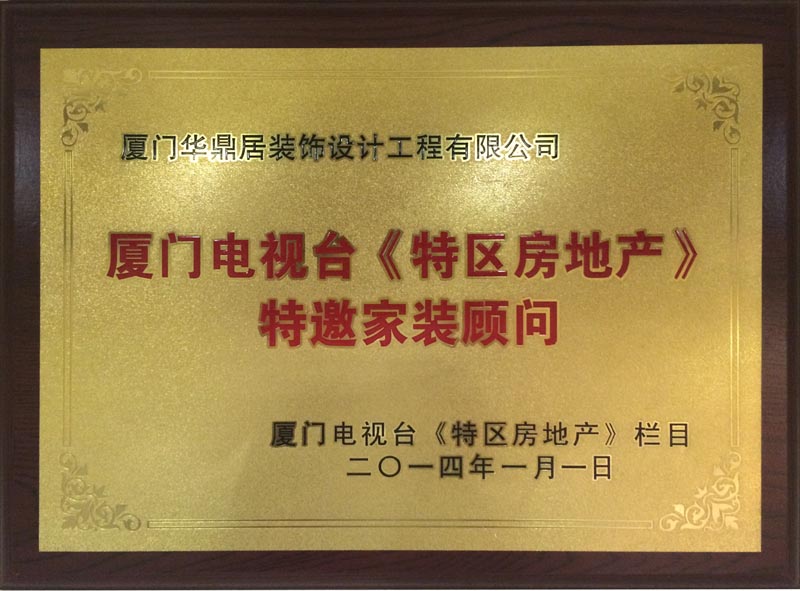 厦门华鼎居装饰设计工程有限公司
厦门电视台《特区房地产》
特邀家装顾问
厦门电视台《特区房地产》栏目
二〇一四年一月一日